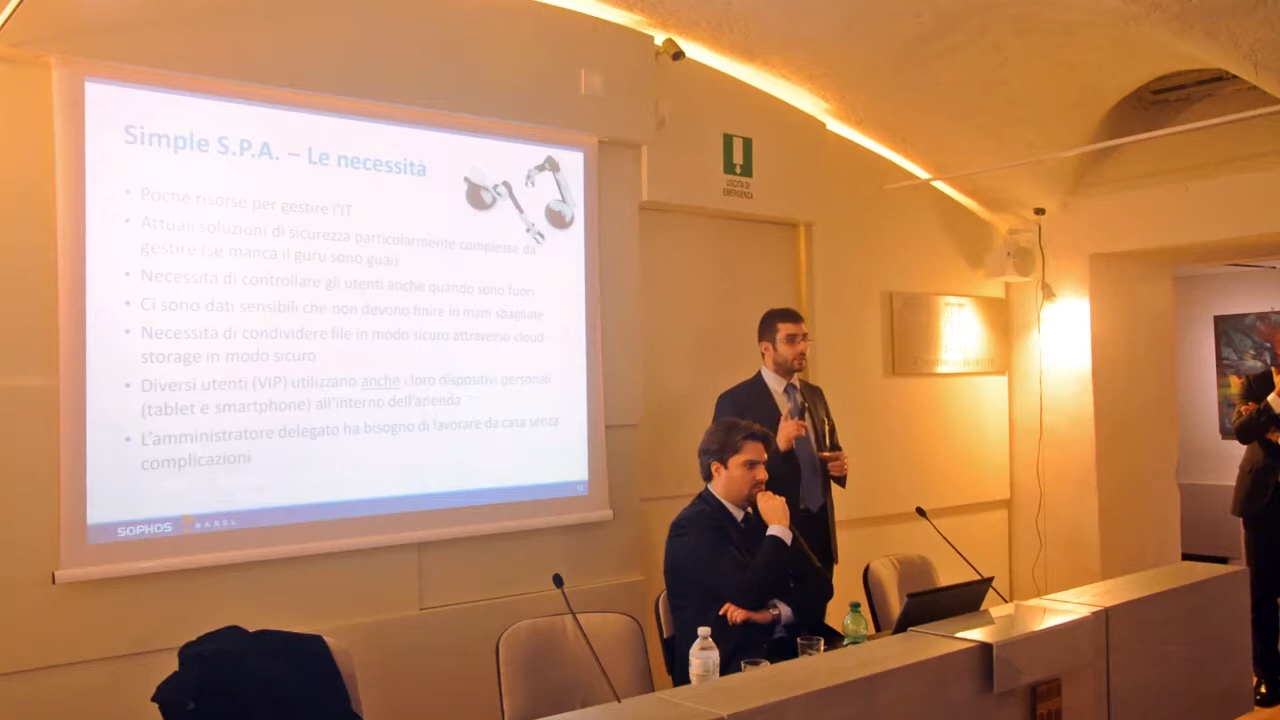 Simple S.P.A. – Le necessità
• Poche risorse per gestire l'IT
• Attuali soluzioni di sicurezza particolarmente complesse da
gestire (se manca il guru sono guai)
• Necessita di controllare gli utenti anche quando sono fuori
• Ci sono dati sensibili che non devono finire in mani sbagliate
• Necessita di condividere file in modo sicuro attraverso cloud
storage in modo sicuro
• Diversi utenti (VIP) utilizzano anche i loro dispositivi personali
(tablet e smartphone) all'interno dell'azienda
• L'amministratore delegato ha bisogno di lavorare da casa senza
complicazioni
SOPHOS
USCITA DI
EMERGENZA